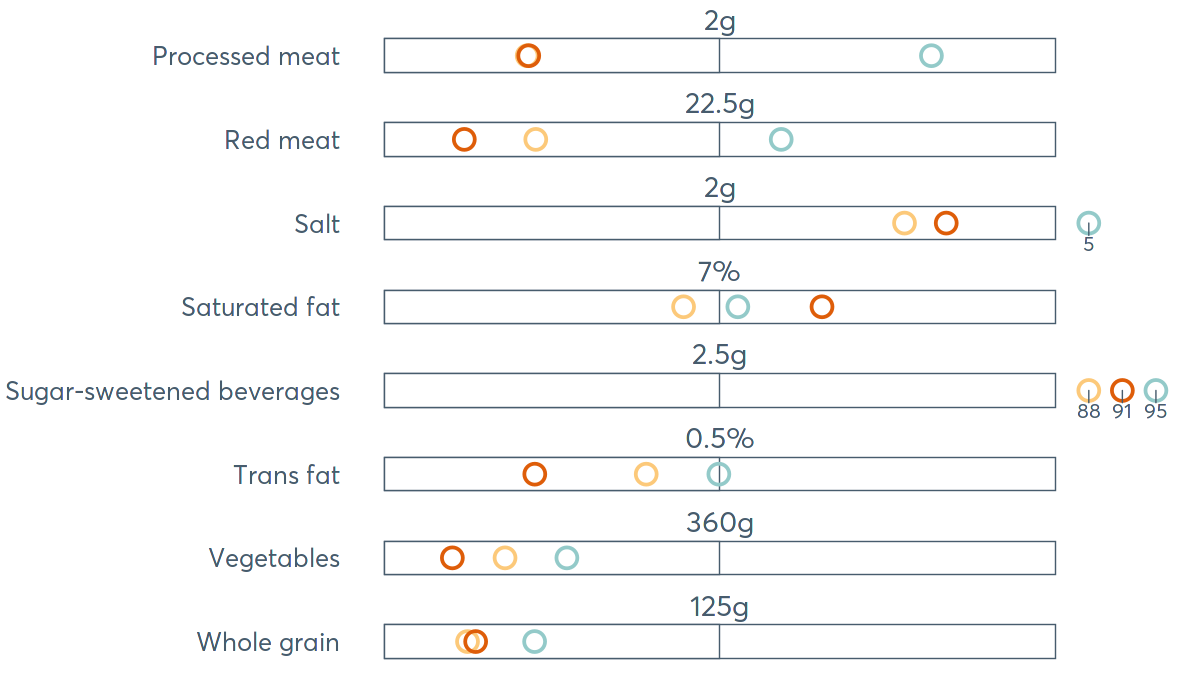 2g
Processed meat
22.5g
Red meat
2g
Salt
5
7%
Saturated fat
2.5g
Sugar-sweetened beverages
88 91 95
0.5%
Trans fat
360g
Vegetables
125g
Whole grain